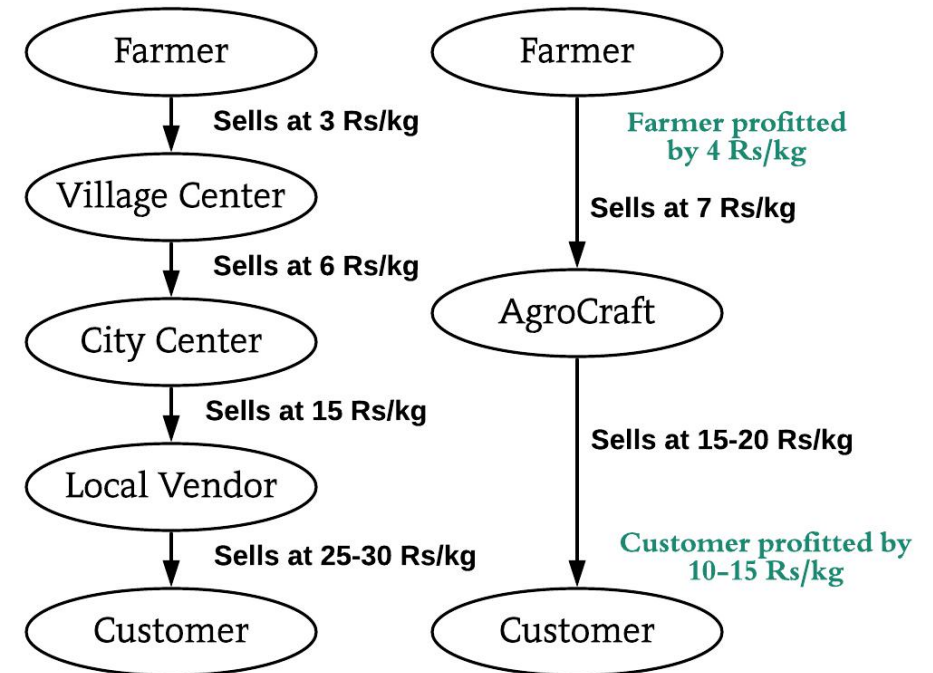 Farmer
Sells at 3 Rs/kg
Village Center
Sells at 6 Rs/kg
City Center
Sells at 15 Rs/kg
Local Vendor
Sells at 25-30 Rs/kg
Customer
Farmer
Farmer profitted
by 4 Rs/kg
Sells at 7 Rs/kg
AgroCraft
Sells at 15-20 Rs/kg
Customer profitted by
10-15 Rs/kg
Customer